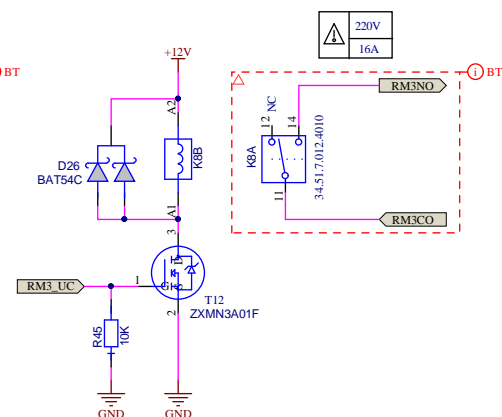 220V
16A
+12V
BT
i BT
RM3NO
A2
12 NC
14
K8B
K8A
34.51.7.012.4010
D26
BAT54C
11
A1
RM3CO
3
RM3_UC
1
D
G
S
T12
ZXMN3A01F
2
R45
10K
GND
GND